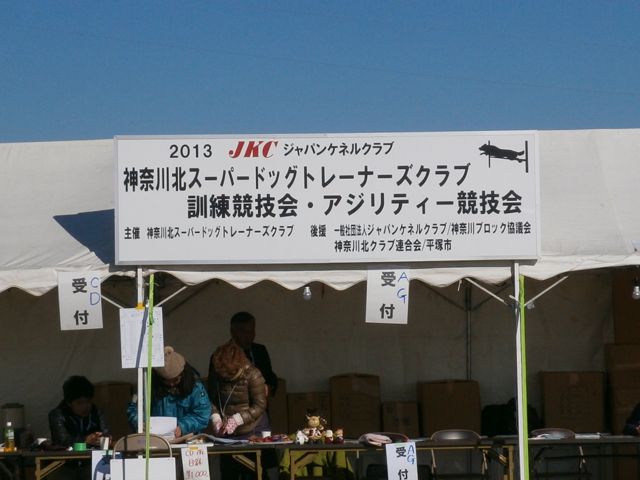 2013 JKC ジャパンケネルクラブ
神奈川北スーパードッグトレーナーズクラブ
訓練競技会・アジリティー競技会
主催 神奈川北スーパードッグトレーナーズクラブ 後援 一般社団法人ジャパンケネルクラブ/神奈川ブロック協議会
神奈川北クラブ連合会/平塚市
CD
受付
AG
受付
AG
受付
¥1,000